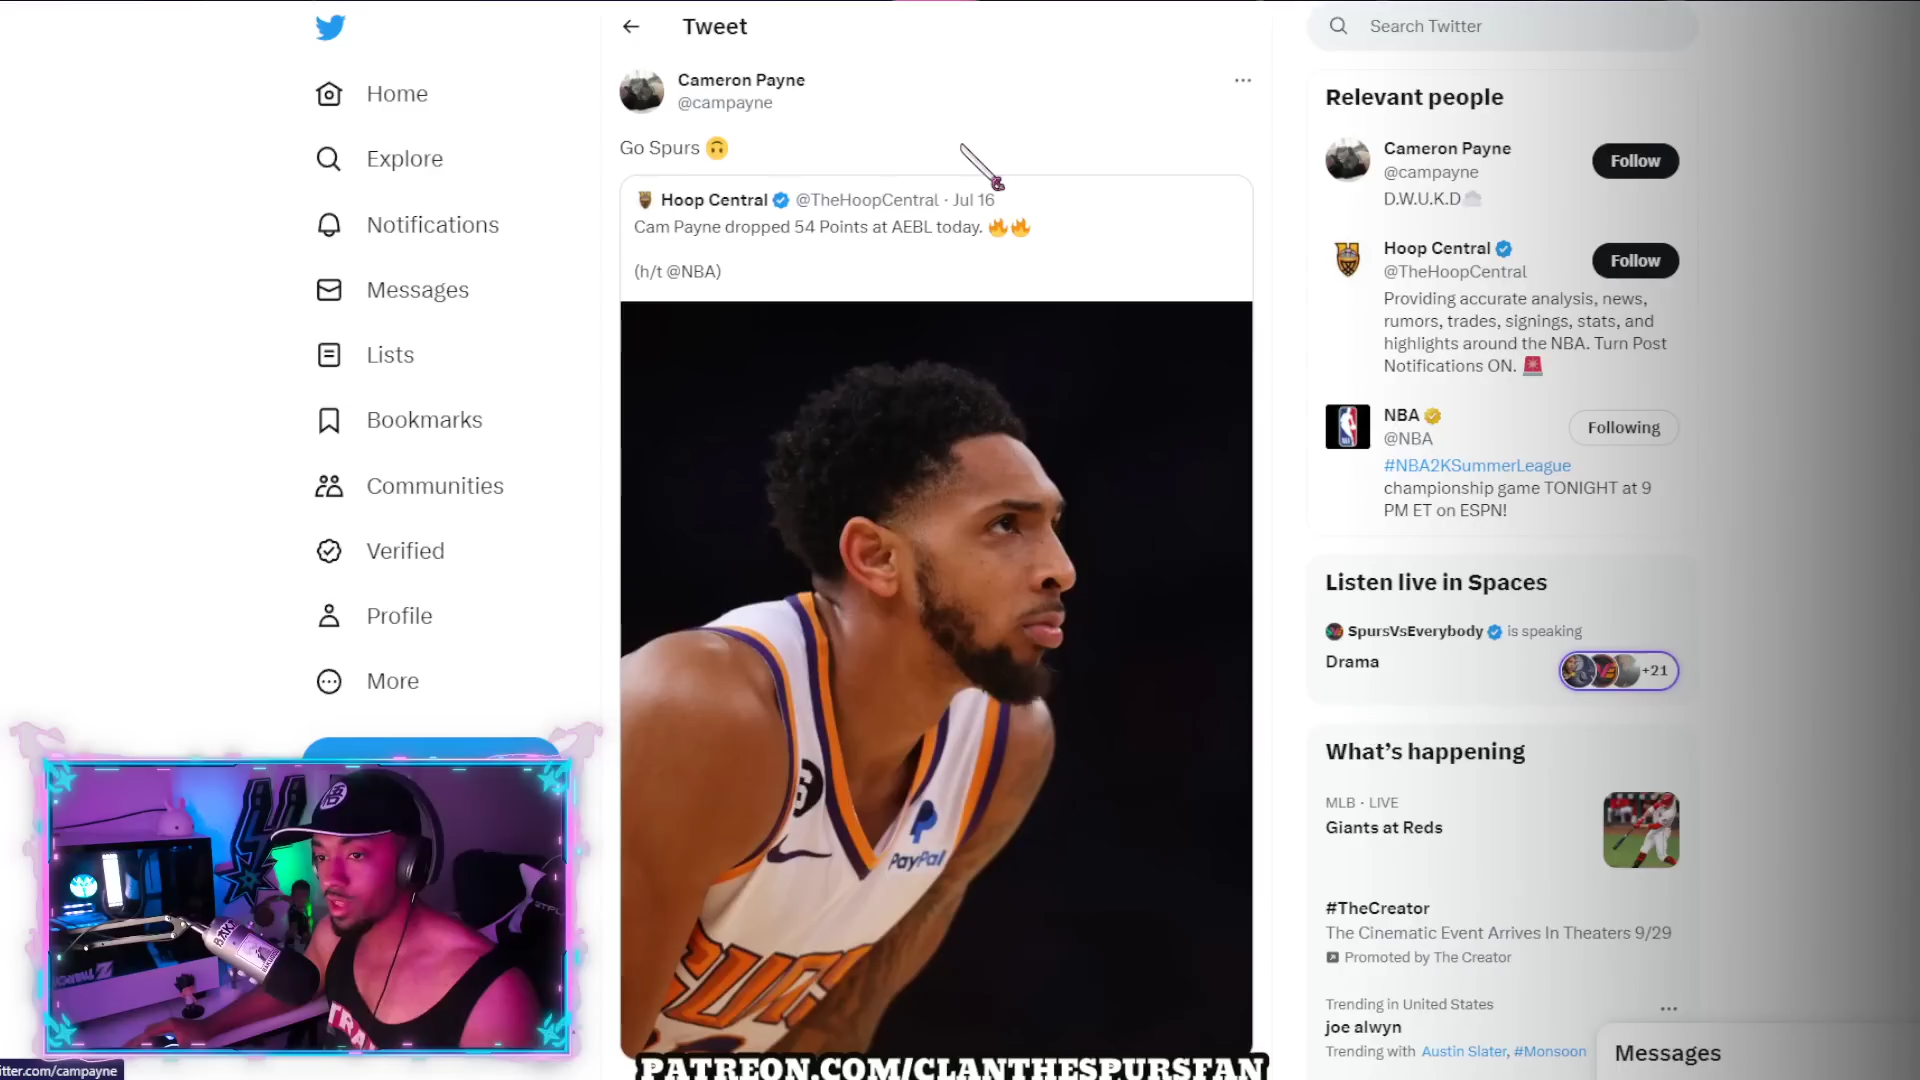 Home
Explore
Notifications
Messages
Lists
Bookmarks
Communities
Verified
Profile
More
Tweet
Cameron Payne
@campayne
Go Spurs 🙃
Hoop Central @TheHoopCentral · Jul 16
Cam Payne dropped 54 Points at AEBL today. 🔥🔥
(h/t @NBA)
6
PayPal
SUNS
Search Twitter
Relevant people
Cameron Payne
@campayne
Follow
D.W.U.K.D
Hoop Central
@TheHoopCentral
Follow
Providing accurate analysis, news,
rumors, trades, signings, stats, and
highlights around the NBA. Turn Post
Notifications ON. 🚨
NBA
@NBA
Following
#NBA2KSummerLeague
championship game TONIGHT at 9
PM ET on ESPN!
Listen live in Spaces
SpursVsEverybody is speaking
Drama
+21
What's happening
MLB · LIVE
Giants at Reds
#TheCreator
The Cinematic Event Arrives In Theaters 9/29
Promoted by The Creator
Trending in United States
joe alwyn
Trending with Austin Slater, #Monsoon
Messages
PATREON.COM/CLANTHESPURSFAN
itter.com/campayne